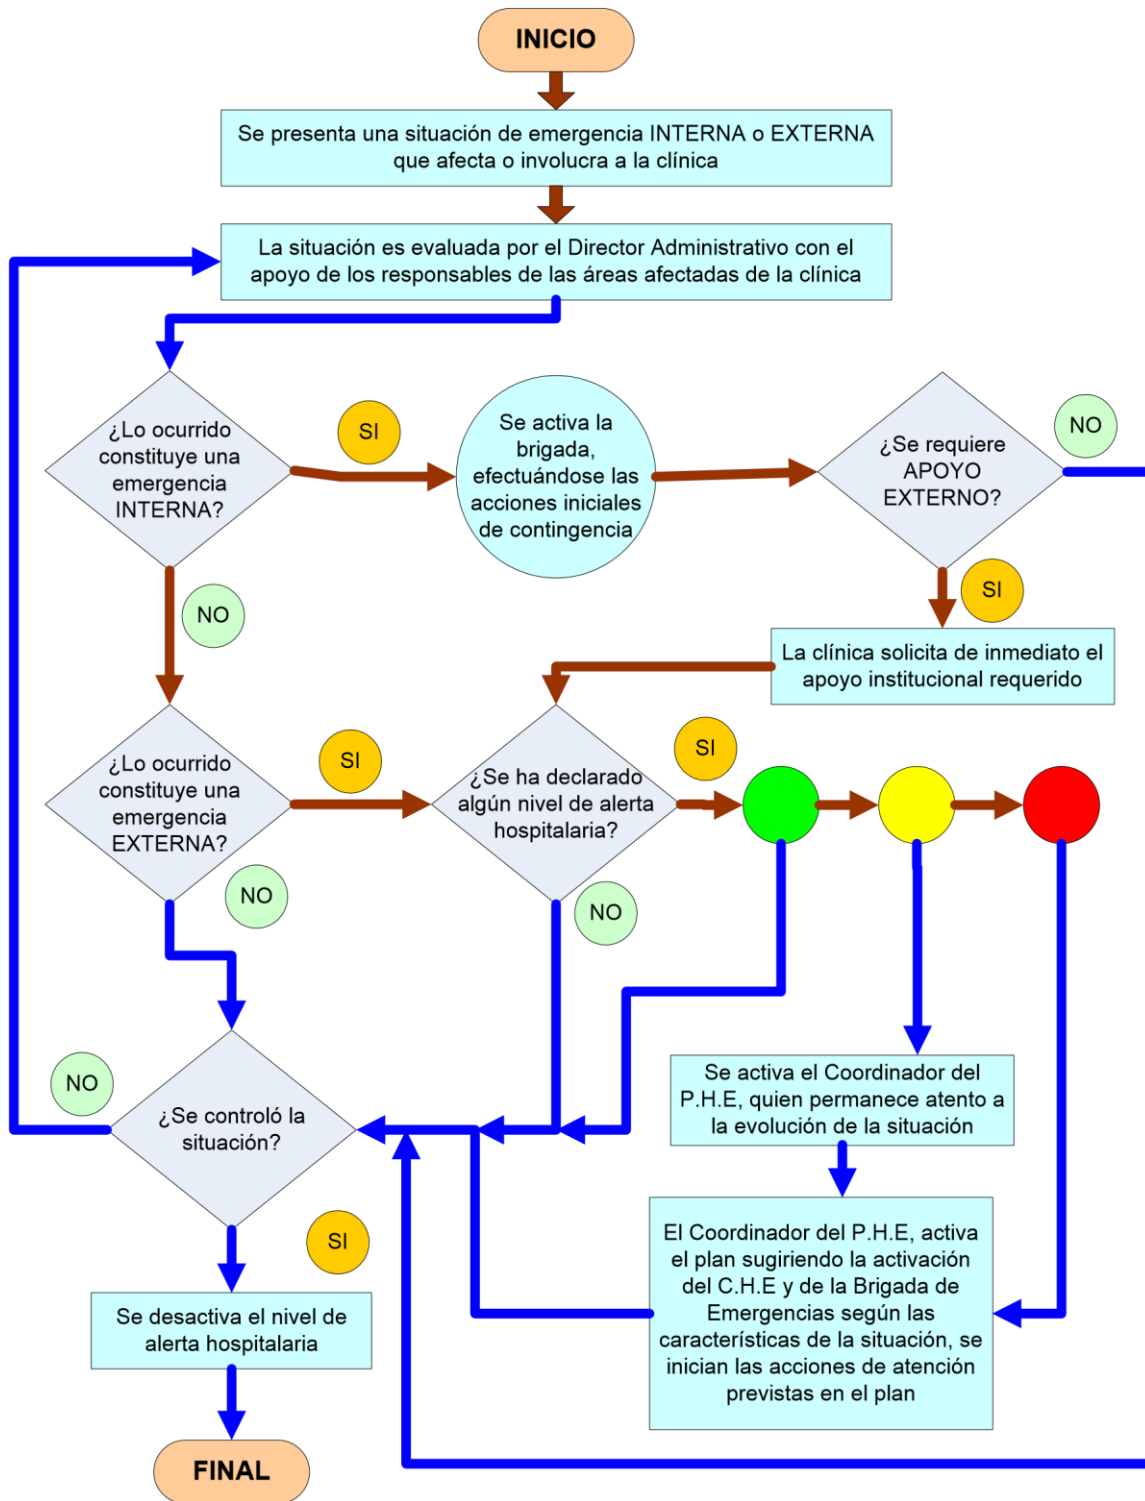 INICIO
Se presenta una situación de emergencia INTERNA o EXTERNA
que afecta o involucra a la clínica
La situación es evaluada por el Director Administrativo con el
apoyo de los responsables de las áreas afectadas de la clínica
¿Lo ocurrido
constituye una
emergencia
INTERNA?
SI
Se activa la
brigada,
efectuándose las
acciones iniciales
de contingencia
¿Se requiere
APOYO
EXTERNO?
NO
NO
SI
La clínica solicita de inmediato el
apoyo institucional requerido
¿Lo ocurrido
constituye una
emergencia
EXTERNA?
SI
¿Se ha declarado
algún nivel de alerta
hospitalaria?
SI
NO
NO
NO
¿Se controló la
situación?
Se activa el Coordinador del
P.H.E, quien permanece atento a
la evolución de la situación
SI
El Coordinador del P.H.E, activa
el plan sugiriendo la activación
del C.H.E y de la Brigada de
Emergencias según las
características de la situación, se
inician las acciones de atención
previstas en el plan
Se desactiva el nivel de
alerta hospitalaria
FINAL